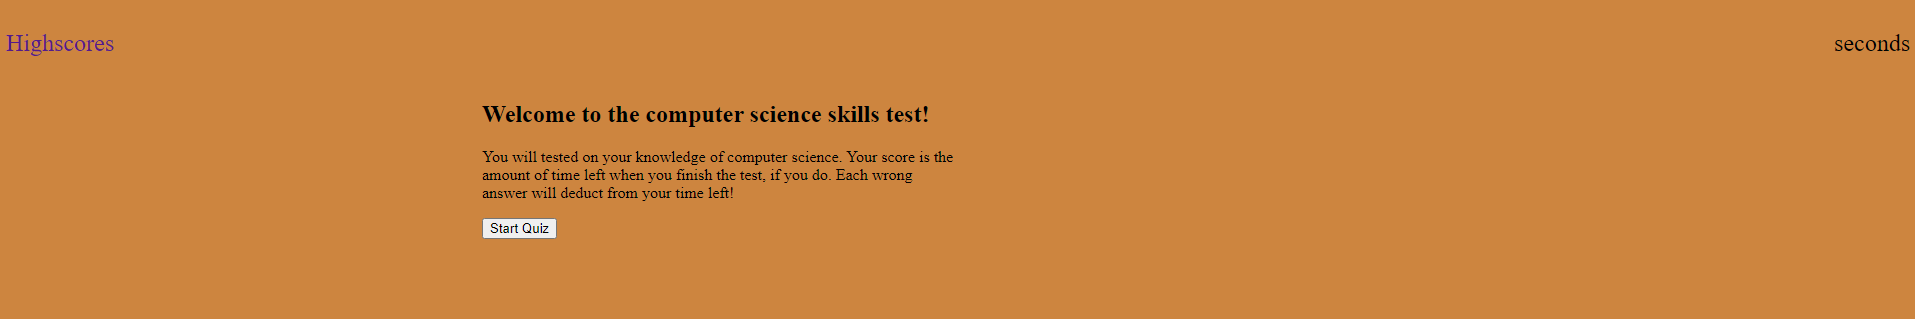 Highscores
seconds
Welcome to the computer science skills test!
You will tested on your knowledge of computer science. Your score is the
amount of time left when you finish the test, if you do. Each wrong
answer will deduct from your time left!
Start Quiz